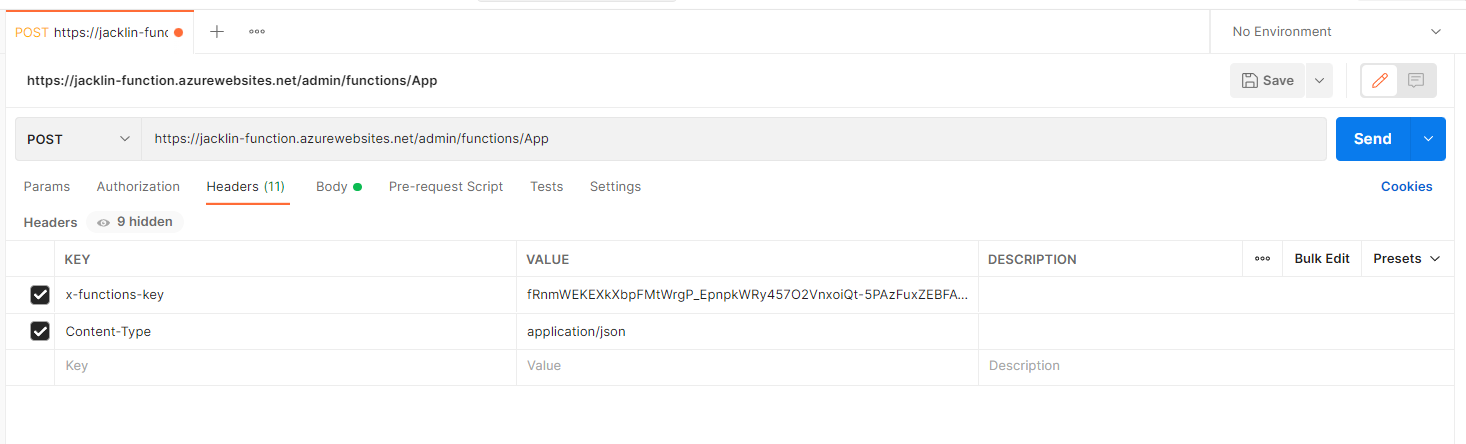 POST https://jacklin-func
No Environment
https://jacklin-function.azurewebsites.net/admin/functions/App
Save
POST https://jacklin-function.azurewebsites.net/admin/functions/App Send
Params Authorization Headers (11) Body Pre-request Script Tests Settings Cookies
Headers 9 hidden
KEY VALUE DESCRIPTION Bulk Edit Presets
x-functions-key fRnmWEKEXkXbpFMtWrgP_EpnpkWRy457O2VnxoiQt-5PAzFuxZEBFA...
Content-Type application/json
Key Value Description